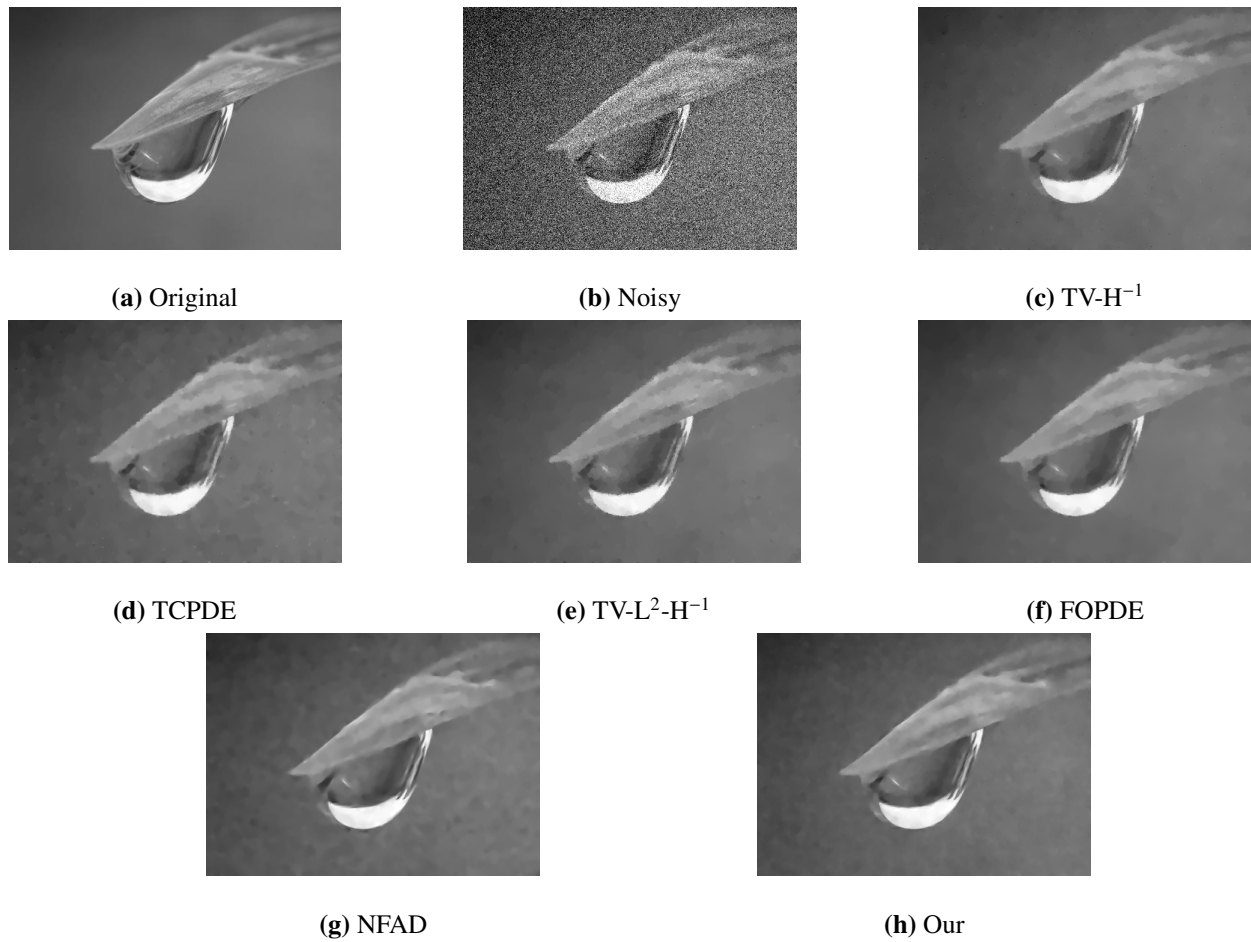 (a) Original
(b) Noisy
(c) TV-H⁻¹
(d) TCPDE
(e) TV-L²-H⁻¹
(f) FOPDE
(g) NFAD
(h) Our